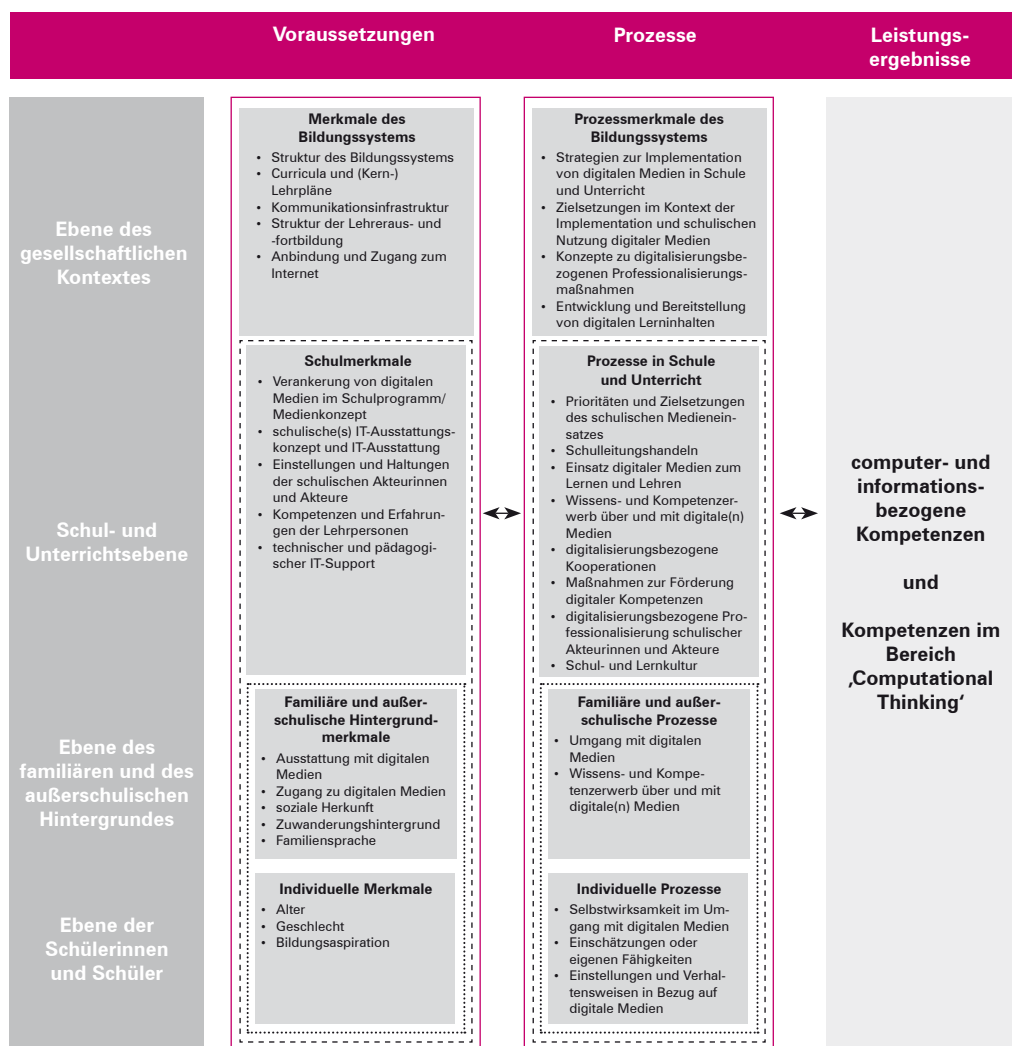 Voraussetzungen
Prozesse
Leistungs-
ergebnisse
Ebene des
gesellschaftlichen
Kontextes
Merkmale des
Bildungssystems
• Struktur des Bildungssystems
• Curricula und (Kern-)
Lehrpläne
• Kommunikationsinfrastruktur
• Struktur der Lehreraus- und
-fortbildung
• Anbindung und Zugang zum
Internet
Prozessmerkmale des
Bildungssystems
• Strategien zur Implementation
von digitalen Medien in Schule
und Unterricht
• Zielsetzungen im Kontext der
Implementation und schulischen
Nutzung digitaler Medien
• Konzepte zu digitalisierungsbe-
zogenen Professionalisierungs-
maßnahmen
• Entwicklung und Bereitstellung
von digitalen Lerninhalten
Schul- und
Unterrichtsebene
Schulmerkmale
• Verankerung von digitalen
Medien im Schulprogramm/
Medienkonzept
• schulische(s) IT-Ausstattungs-
konzept und IT-Ausstattung
• Einstellungen und Haltungen
der schulischen Akteurinnen
und Akteure
• Kompetenzen und Erfahrun-
gen der Lehrpersonen
• technischer und pädagogi-
scher IT-Support
Prozesse in Schule
und Unterricht
• Prioritäten und Zielsetzungen
des schulischen Medienein-
satzes
• Schulleitungshandeln
• Einsatz digitaler Medien zum
Lernen und Lehren
• Wissens- und Kompetenzer-
werb über und mit digitale(n)
Medien
• digitalisierungsbezogene
Kooperationen
• Maßnahmen zur Förderung
digitaler Kompetenzen
• digitalisierungsbezogene Pro-
fessionalisierung schulischer
Akteurinnen und Akteure
• Schul- und Lernkultur
Ebene des
familiären und des
außerschulischen
Hintergrundes
Familiäre und außer-
schulische Hintergrund-
merkmale
• Ausstattung mit digitalen
Medien
• Zugang zu digitalen Medien
• soziale Herkunft
• Zuwanderungshintergrund
• Familiensprache
Familiäre und außer-
schulische Prozesse
• Umgang mit digitalen
Medien
• Wissens- und Kompe-
tenzerwerb über und mit
digitale(n) Medien
Ebene der
Schülerinnen
und Schüler
Individuelle Merkmale
• Alter
• Geschlecht
• Bildungsaspiration
Individuelle Prozesse
• Selbstwirksamkeit im Um-
gang mit digitalen Medien
• Einschätzungen oder
eigenen Fähigkeiten
• Einstellungen und Verhal-
tensweisen in Bezug auf
digitale Medien
computer- und
informations-
bezogene
Kompetenzen
und
Kompetenzen im
Bereich
‚Computational
Thinking‘